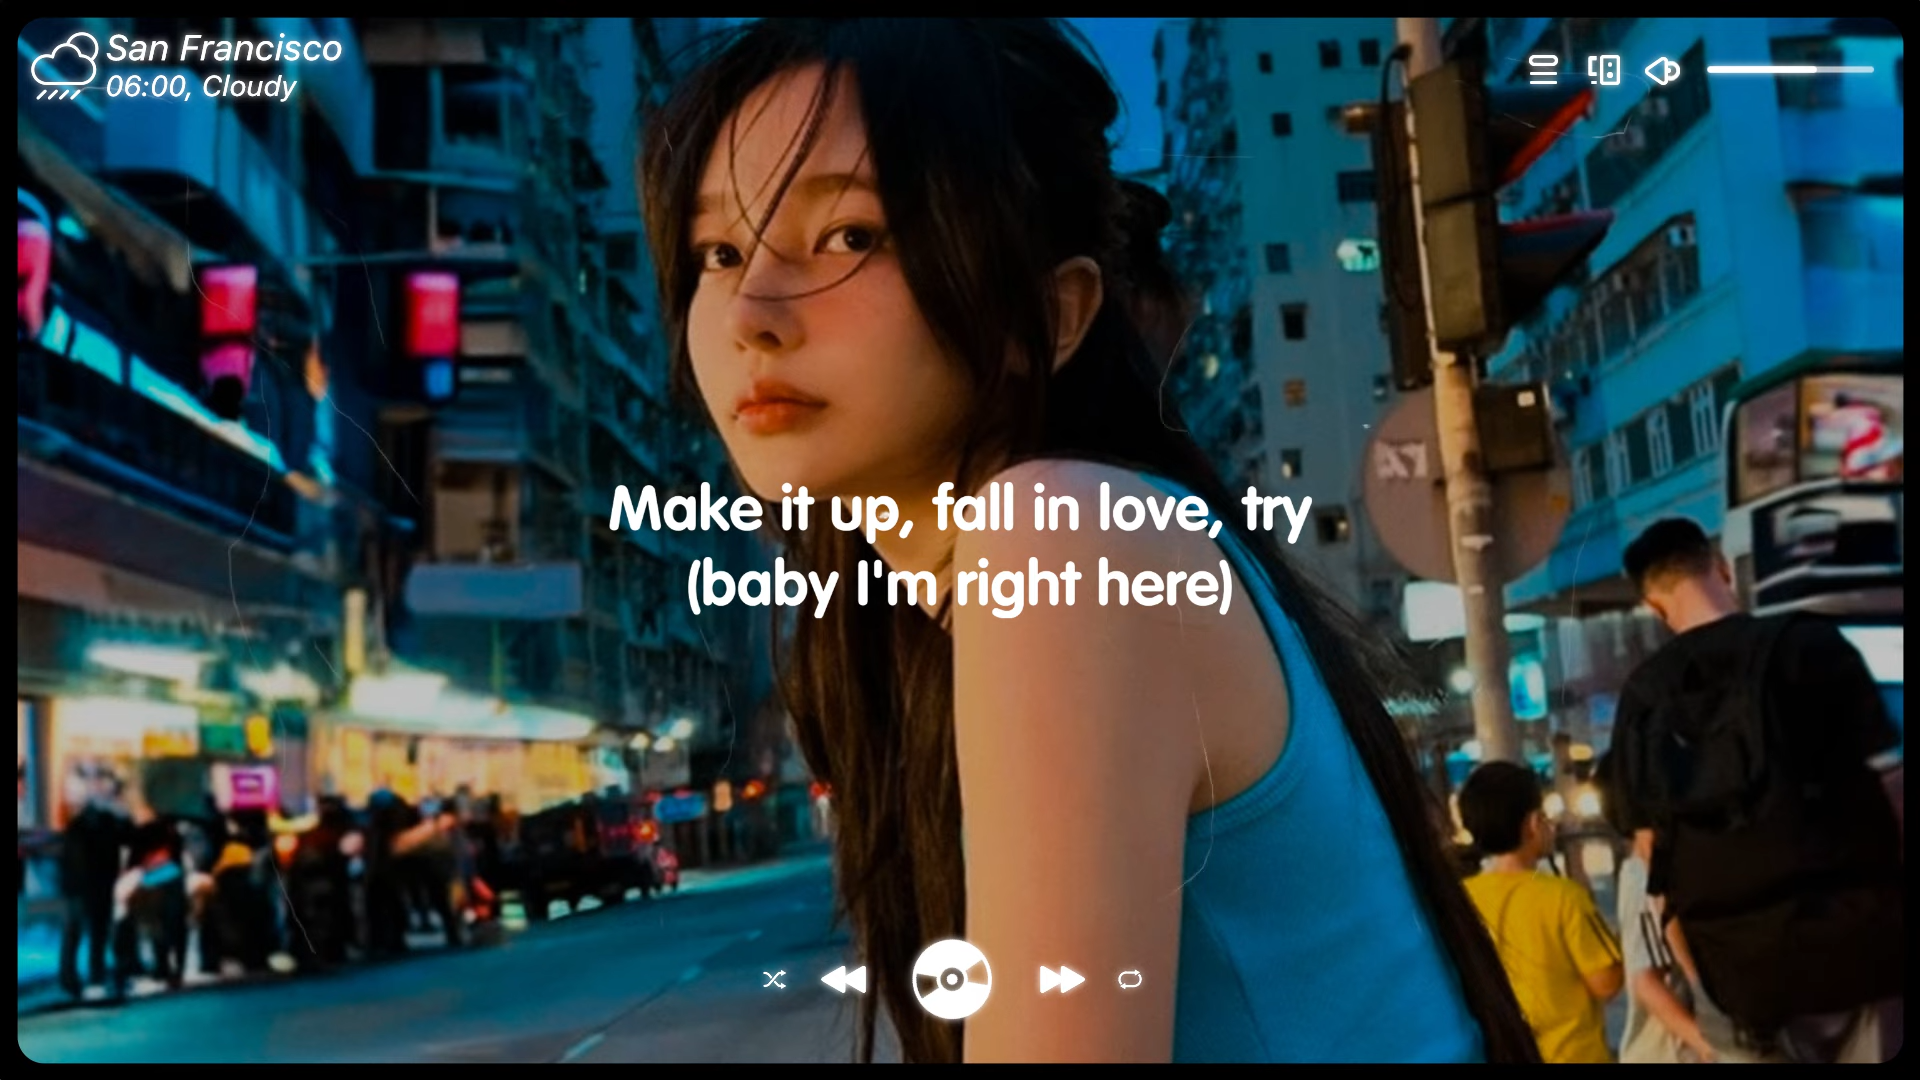 San Francisco
06:00, Cloudy
Make it up, fall in love, try
(baby I'm right here)